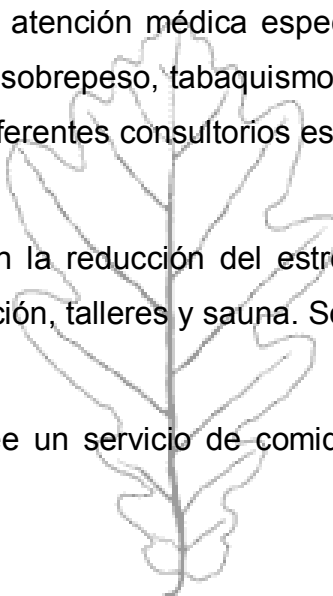 atención médica espec
sobrepeso, tabaquismo
ferentes consultorios es
n la reducción del estr
ción, talleres y sauna. S
e un servicio de comid